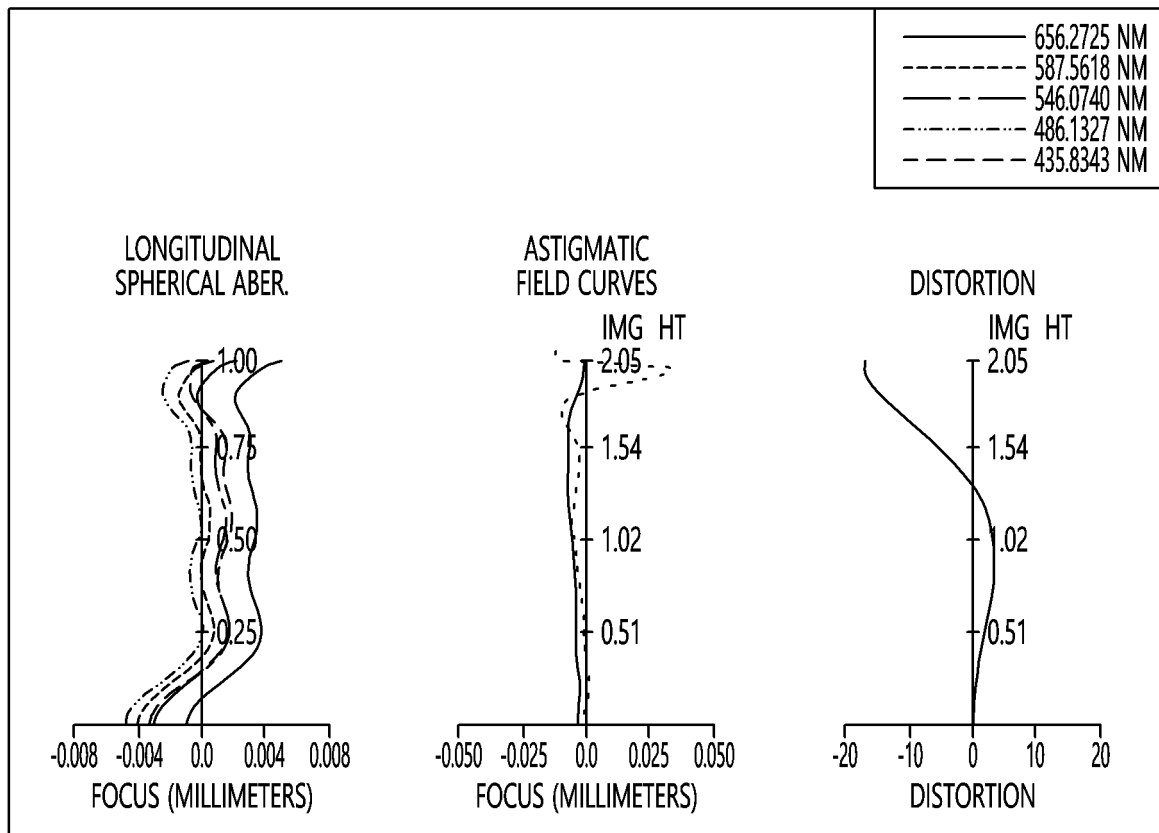 656.2725 NM
587.5618 NM
546.0740 NM
486.1327 NM
435.8343 NM
LONGITUDINAL
SPHERICAL ABER.
1.00
0.75
0.50
0.25
-0.008 -0.004 0.0 0.004 0.008
FOCUS (MILLIMETERS)
ASTIGMATIC
FIELD CURVES
IMG HT
2.05
1.54
1.02
0.51
-0.050 -0.025 0.0 0.025 0.050
FOCUS (MILLIMETERS)
DISTORTION
IMG HT
2.05
1.54
1.02
0.51
-20 -10 0 10 20
DISTORTION